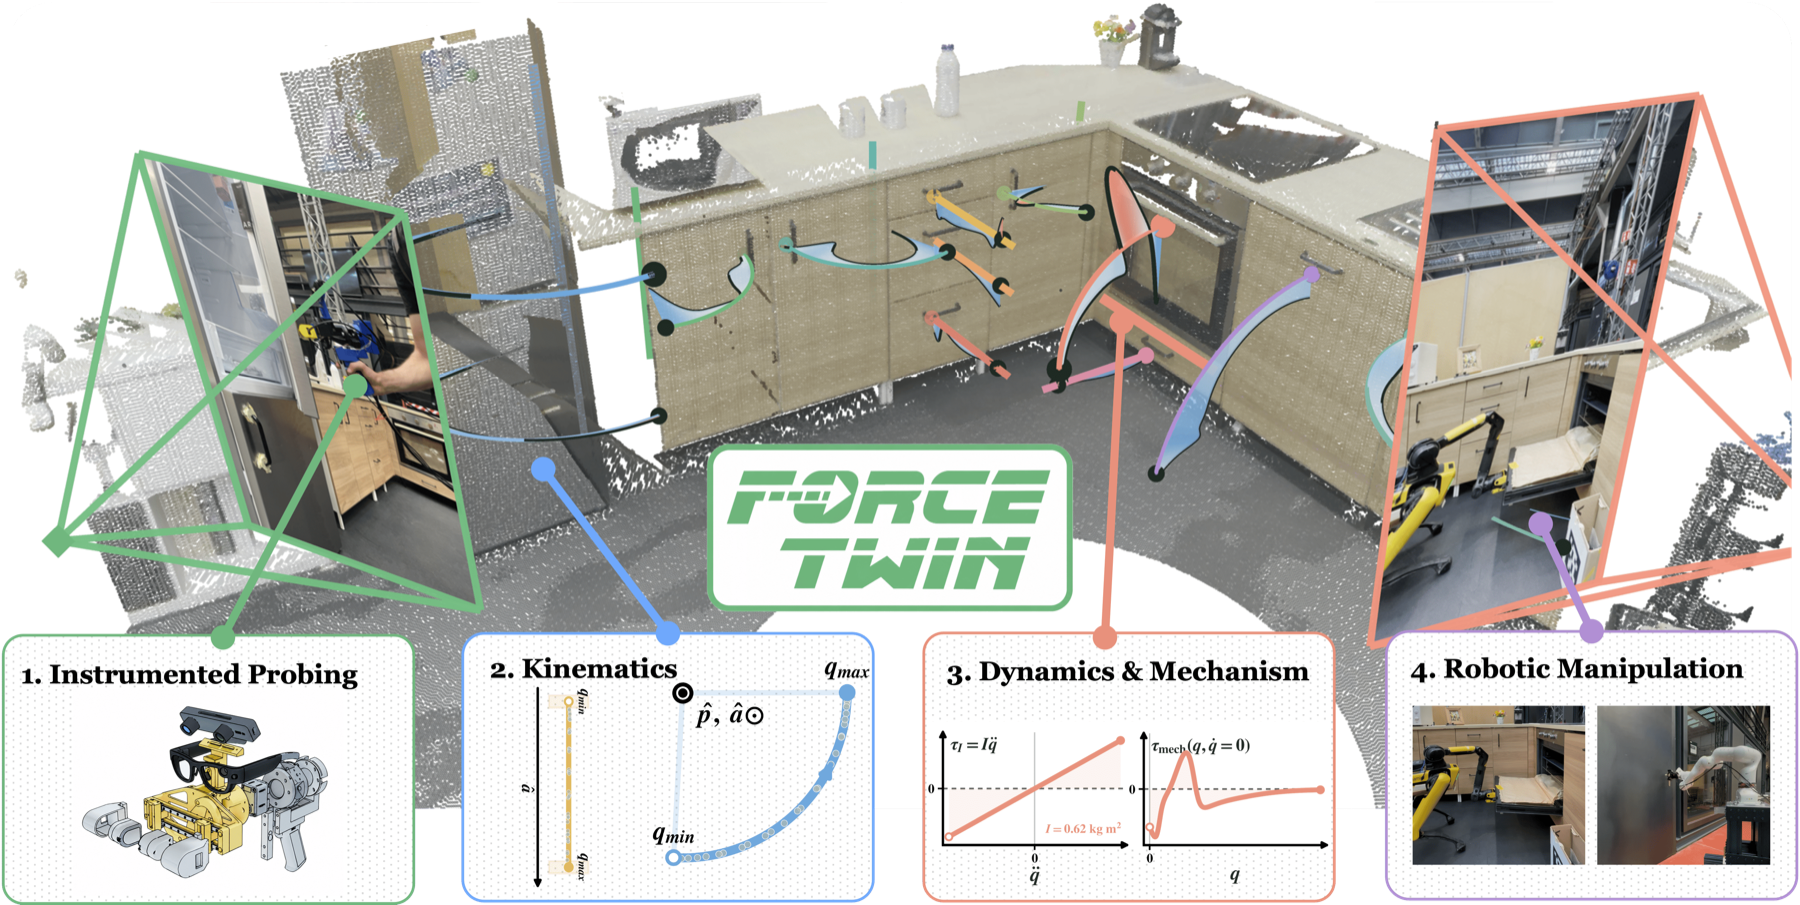 FORCE
TWIN
1. Instrumented Probing
2. Kinematics
q_max
p̂, â⊙
q_min
q_min
q_max
â
3. Dynamics & Mechanism
τ_I = Iq̈
0
I = 0.62 kg m²
0
q̈
τ_mech(q, q̇ = 0)
0
0
q
4. Robotic Manipulation